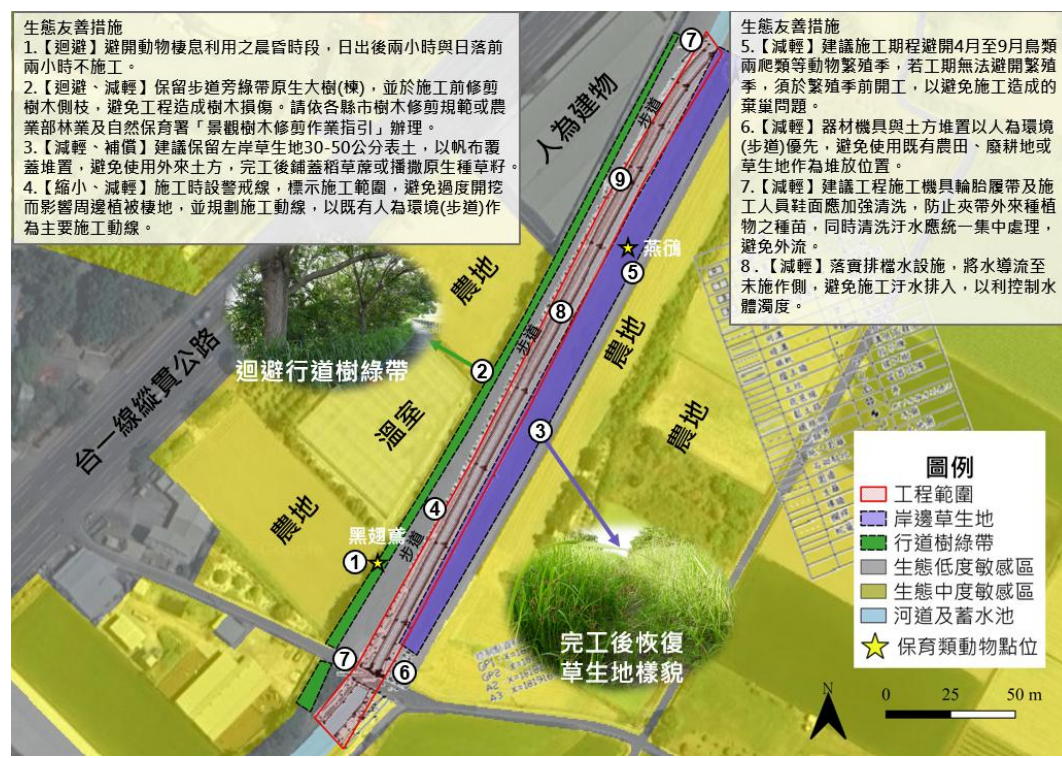 生態友善措施
1.【迴避】避開動物棲息利用之晨昏時段，日出後兩小時與日落前
兩小時不施工。
2.【迴避、減輕】保留步道旁綠帶原生大樹(楝)，並於施工前修剪
樹木側枝，避免工程造成樹木損傷。請依各縣市樹木修剪規範或農
業部林業及自然保育署「景觀樹木修剪作業指引」辦理。
3.【減輕、補償】建議保留左岸草生地30-50公分表土，以帆布覆
蓋堆置，避免使用外來土方，完工後鋪蓋稻草蓆或播撒原生種草籽。
4.【縮小、減輕】施工時設警戒線，標示施工範圍，避免過度開挖
而影響周邊植被棲地，並規劃施工動線，以既有人為環境(步道)作
為主要施工動線。
生態友善措施
5.【減輕】建議施工期程避開4月至9月鳥類
兩爬類等動物繁殖季，若工期無法避開繁殖
季，須於繁殖季前開工，以避免施工造成的
棄巢問題。
6.【減輕】器材機具與土方堆置以人為環境
(步道)優先，避免使用既有農田、廢耕地或
草生地作為堆放位置。
7.【減輕】建議工程施工機具輪胎履帶及施
工人員鞋面應加強清洗，防止夾帶外來種植
物之種苗，同時清洗汙水應統一集中處理，
避免外流。
8.【減輕】落實排檔水設施，將水導流至
未施作側，避免施工汙水排入，以利控制水
體濁度。
7
人為建物
步道
9
燕鴴
5
農地
8
步道
農地
迴避行道樹綠帶
2
台一線縱貫公路
溫室
3
農地
農地
4
黑翅鳶
步道
1
7
6
完工後恢復
草生地樣貌
GP1
GP2
A2
A3
圖例
工程範圍
岸邊草生地
行道樹綠帶
生態低度敏感區
生態中度敏感區
河道及蓄水池
保育類動物點位
N
0 25 50 m